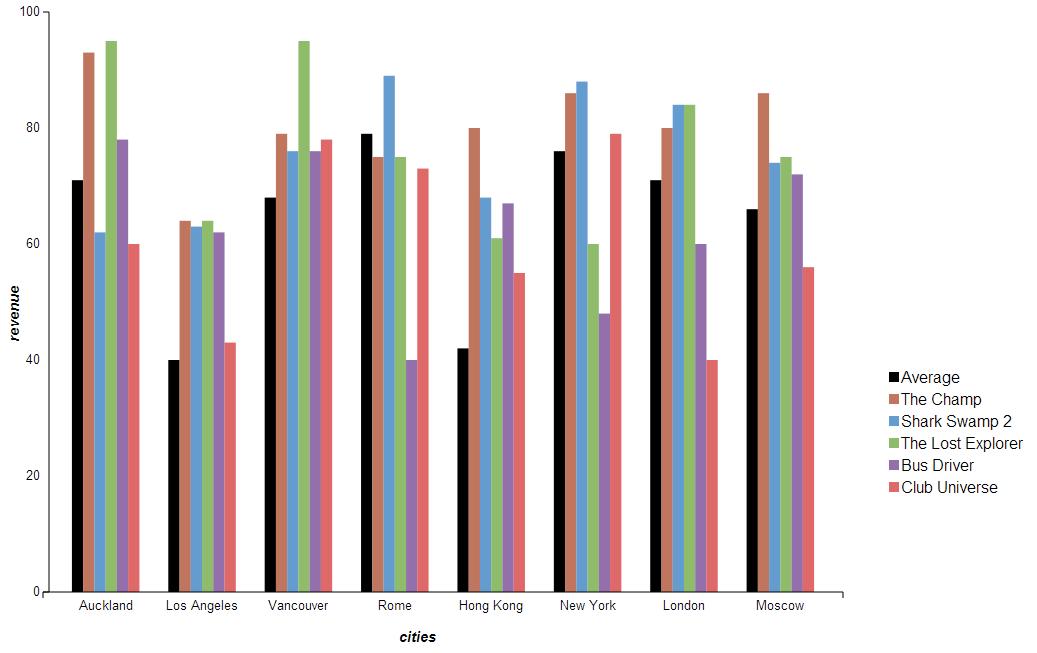 100
80
60
40
20
0
revenue
Auckland Los Angeles Vancouver Rome Hong Kong New York London Moscow
cities
Average
The Champ
Shark Swamp 2
The Lost Explorer
Bus Driver
Club Universe